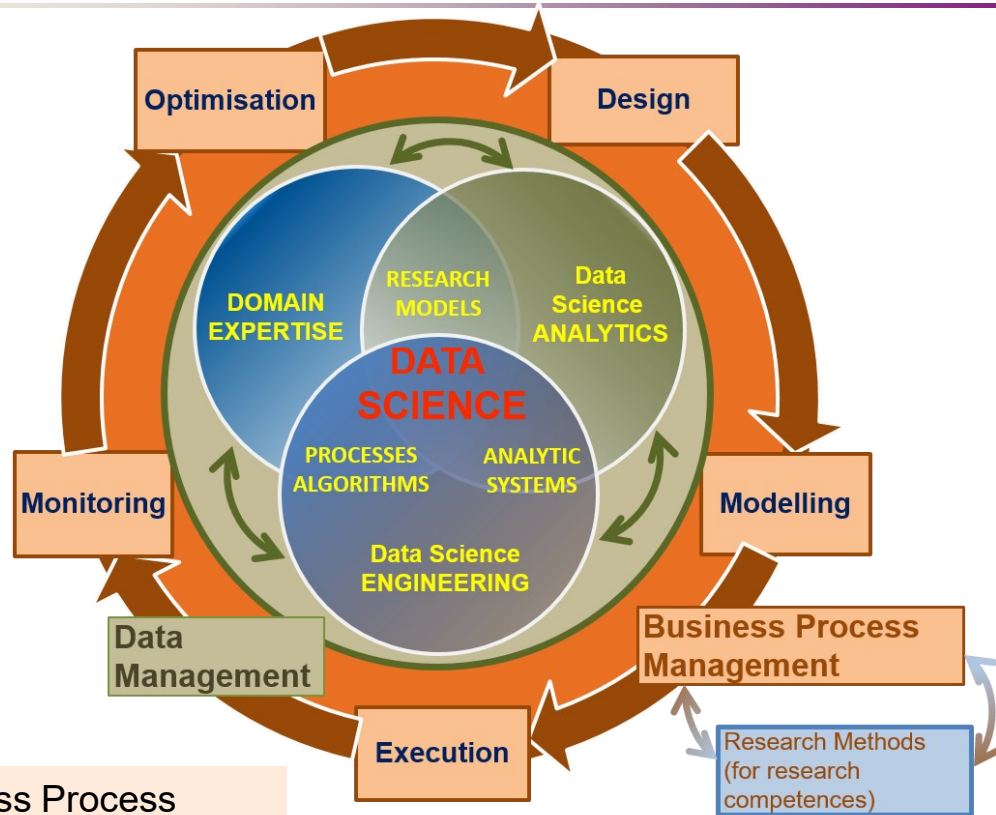 Optimisation
Design
RESEARCH
MODELS
Data
Science
ANALYTICS
DOMAIN
EXPERTISE
DATA
SCIENCE
PROCESSES
ALGORITHMS
ANALYTIC
SYSTEMS
Monitoring
Modelling
Data Science
ENGINEERING
Data
Management
Business Process
Management
Execution
Research Methods
(for research
competences)
ss Process